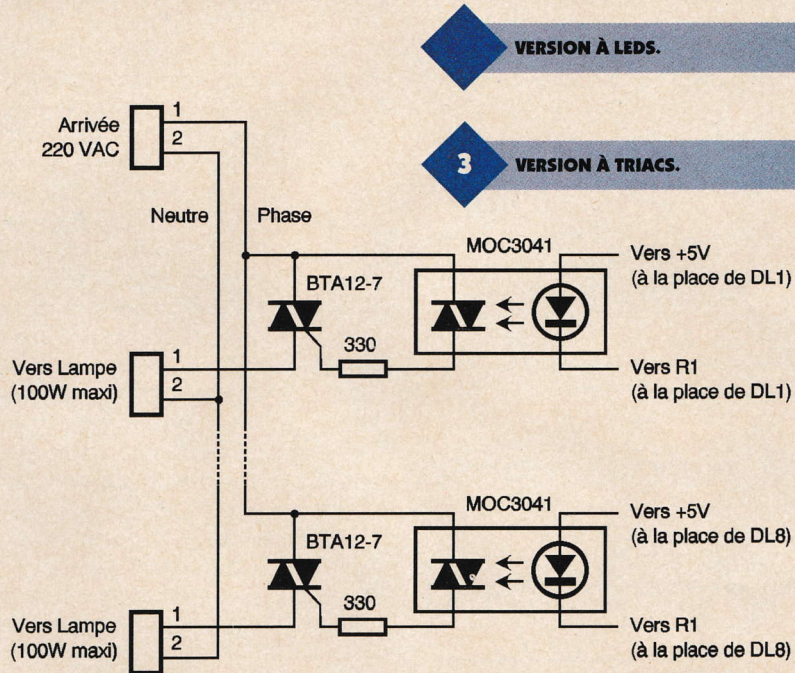 VERSION À LEDS.
3
VERSION À TRIACS.
Arrivée
220 VAC
1
2
Neutre
Phase
BTA12-7
330
MOC3041
Vers +5V
(à la place de DL1)
Vers R1
(à la place de DL1)
Vers Lampe
(100W maxi)
1
2
BTA12-7
330
MOC3041
Vers +5V
(à la place de DL8)
Vers R1
(à la place de DL8)
Vers Lampe
(100W maxi)
1
2